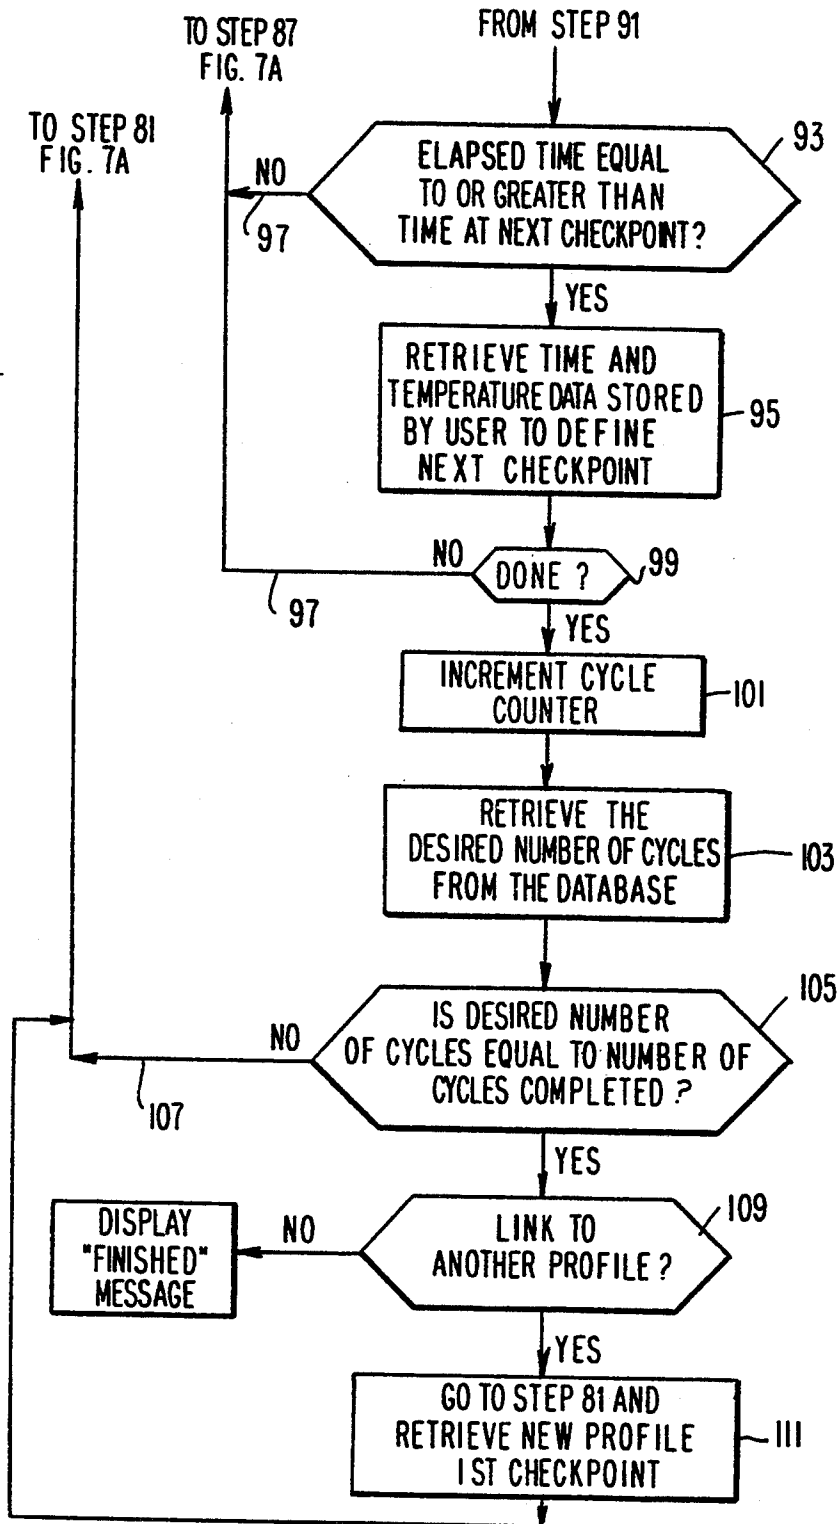 TO STEP 87
FIG. 7A
FROM STEP 91
TO STEP 81
FIG. 7A
93
ELAPSED TIME EQUAL
TO OR GREATER THAN
TIME AT NEXT CHECKPOINT?
NO
97
YES
RETRIEVE TIME AND
TEMPERATURE DATA STORED
BY USER TO DEFINE
NEXT CHECKPOINT
95
NO
DONE ?
99
97
YES
INCREMENT CYCLE
COUNTER
101
RETRIEVE THE
DESIRED NUMBER OF CYCLES
FROM THE DATABASE
103
105
IS DESIRED NUMBER
OF CYCLES EQUAL TO NUMBER OF
CYCLES COMPLETED ?
NO
107
YES
109
LINK TO
ANOTHER PROFILE ?
NO
DISPLAY
"FINISHED"
MESSAGE
YES
GO TO STEP 81 AND
RETRIEVE NEW PROFILE
1ST CHECKPOINT
111